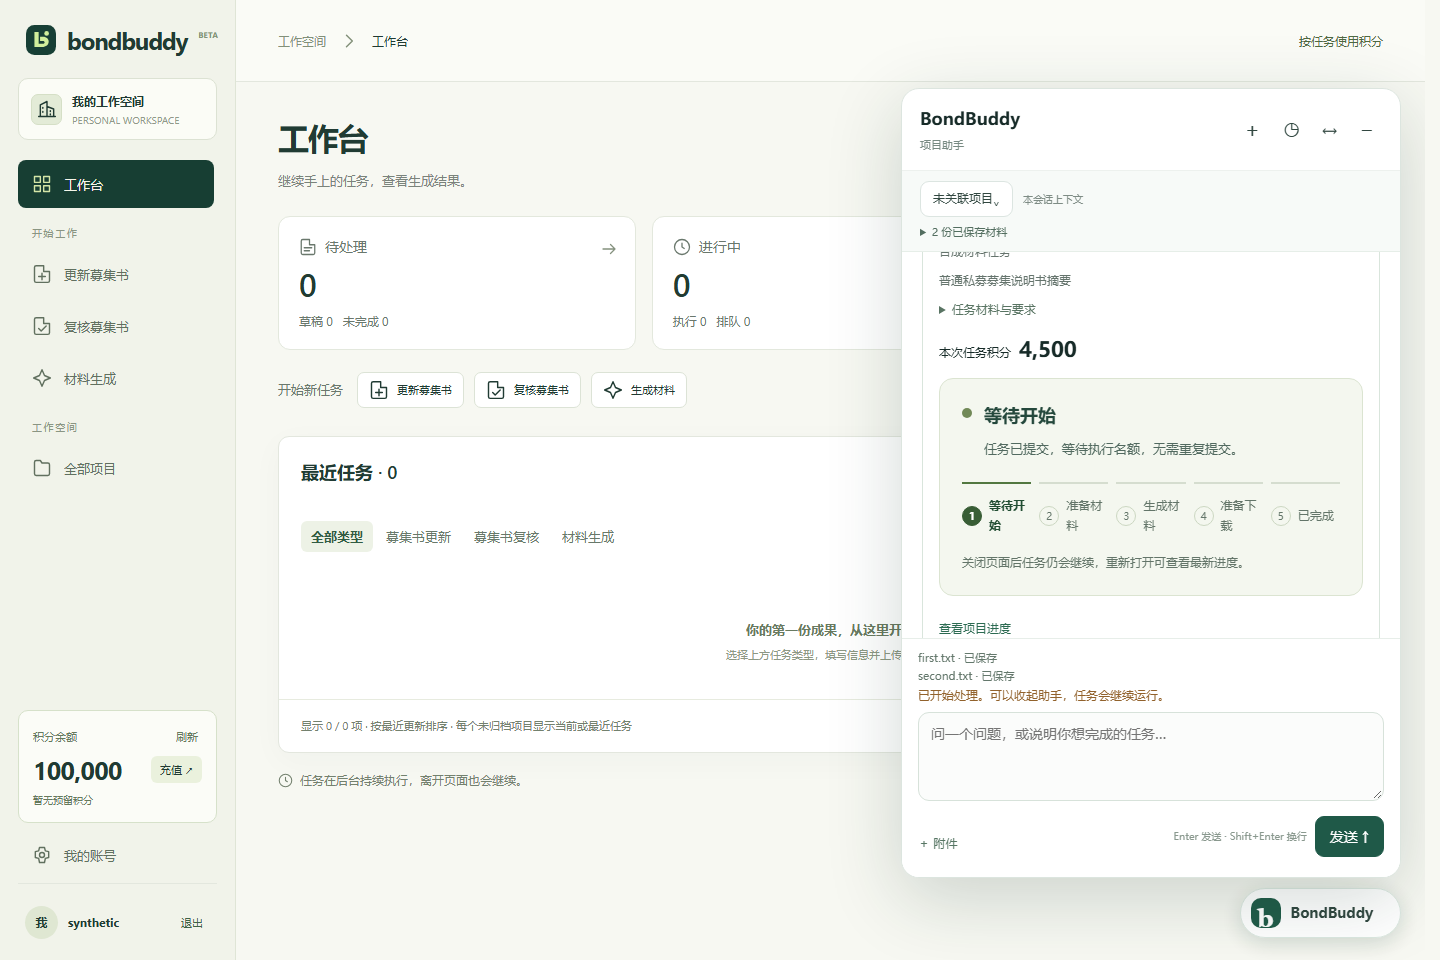 bondbuddy BETA
我的工作空间
PERSONAL WORKSPACE
工作台
开始工作
更新募集书
复核募集书
材料生成
工作空间
全部项目
积分余额 刷新
100,000 充值 ↗
暂无预留积分
我的账号
我 synthetic 退出
工作空间 工作台 按任务使用积分
工作台
继续手上的任务，查看生成结果。
待处理 →
0
草稿 0 未完成 0
进行中
0
执行 0 排队 0
开始新任务 更新募集书 复核募集书 生成材料
最近任务 · 0
全部类型 募集书更新 募集书复核 材料生成
你的第一份成果，从这里开
选择上方任务类型，填写信息并上传
显示 0 / 0 项 · 按最近更新排序 · 每个未归档项目显示当前或最近任务
任务在后台持续执行，离开页面也会继续。
BondBuddy
项目助手
未关联项目 本会话上下文
2 份已保存材料
合成材料任务
普通私募募集说明书摘要
任务材料与要求
本次任务积分 4,500
等待开始
任务已提交，等待执行名额，无需重复提交。
1 等待开始 2 准备材料 3 生成材料 4 准备下载 5 已完成
关闭页面后任务仍会继续，重新打开可查看最新进度。
查看项目进度
first.txt · 已保存
second.txt · 已保存
已开始处理。可以收起助手，任务会继续运行。
问一个问题，或说明你想完成的任务...
+ 附件 Enter 发送 · Shift+Enter 换行 发送 ↑
b BondBuddy